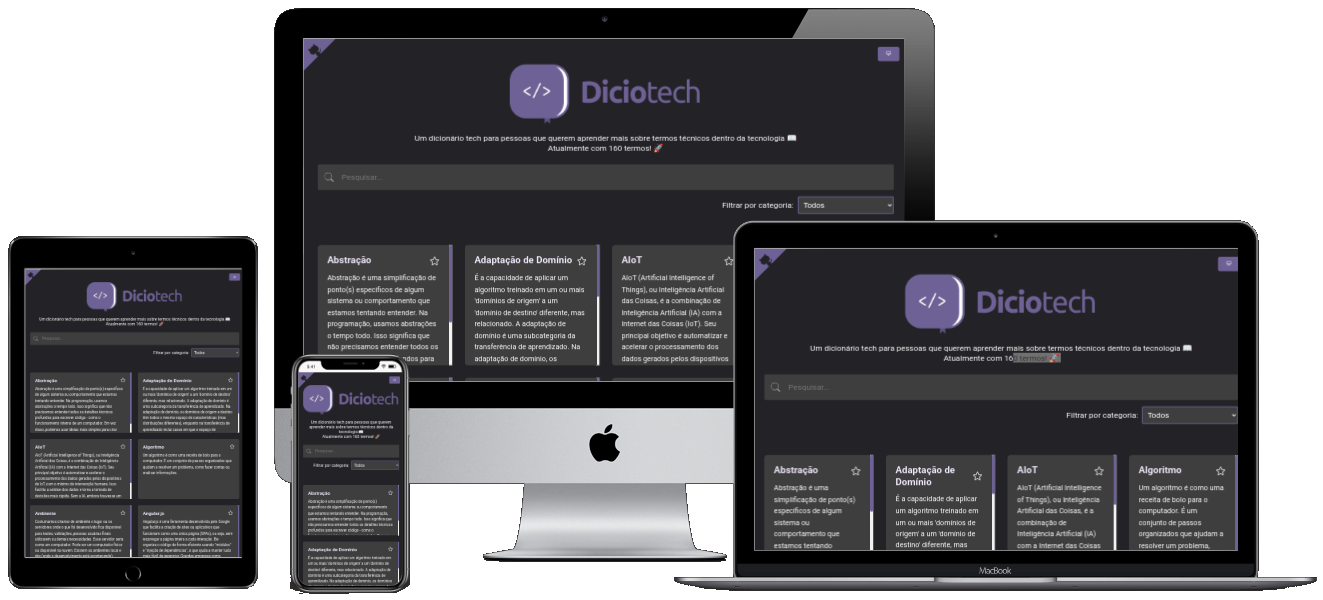 </>
Diciotech
Um dicionário tech para pessoas que querem aprender mais sobre termos técnicos dentro da tecnologia 📖
Atualmente com 160 termos! 🚀
Pesquisar...
Filtrar por categoria:
Todos
Abstração
Abstração é uma simplificação de
ponto(s) específicos de algum
sistema ou comportamento que
estamos tentando entender. Na
programação, usamos abstrações
o tempo todo. Isso significa que
não precisamos entender todos os
dos para
Adaptação de Domínio
É a capacidade de aplicar um
algoritmo treinado em um ou mais
'domínios de origem' a um
'domínio de destino' diferente, mas
relacionado. A adaptação de
domínio é uma subcategoria da
transferência de aprendizado. Na
adaptação de domínio, os
AIoT
AIoT (Artificial Intelligence of
Things), ou Inteligência Artificial
das Coisas, é a combinação de
Inteligência Artificial (IA) com a
Internet das Coisas (IoT). Seu
principal objetivo é automatizar e
acelerar o processamento dos
dados gerados pelos dispositivos
</>
Diciotech
Um dicionário tech para pessoas que querem aprender mais sobre termos técnicos dentro da tecnologia 📖
Atualmente com 160 termos! 🚀
Pesquisar...
Filtrar por categoria:
Todos
Abstração
Abstração é uma
simplificação de ponto(s)
específicos de algum
sistema ou
comportamento que
estamos tentando
Adaptação de
Domínio
É a capacidade de aplicar
um algoritmo treinado em
um ou mais 'domínios de
origem' a um 'domínio de
destino' diferente, mas
AIoT
AIoT (Artificial Intelligence
of Things), ou Inteligência
Artificial das Coisas, é a
combinação de
Inteligência Artificial (IA)
com a Internet das Coisas
Algoritmo
Um algoritmo é como uma
receita de bolo para o
computador. É um
conjunto de passos
organizados que ajudam a
resolver um problema,
MacBook
</>
Diciotech
Um dicionário tech para pessoas que querem aprender mais sobre termos técnicos dentro da tecnologia 📖
Atualmente com 160 termos! 🚀
Pesquisar...
Filtrar por categoria:
Todos
Abstração
Adaptação de Domínio
AIoT
Algoritmo
Ambiente
AngularJs
</>
Diciotech
Um dicionário tech para pessoas que querem
aprender mais sobre termos técnicos dentro da
tecnologia 📖
Atualmente com 160 termos! 🚀
Pesquisar...
Filtrar por categoria:
Todos
Abstração
Adaptação de Domínio